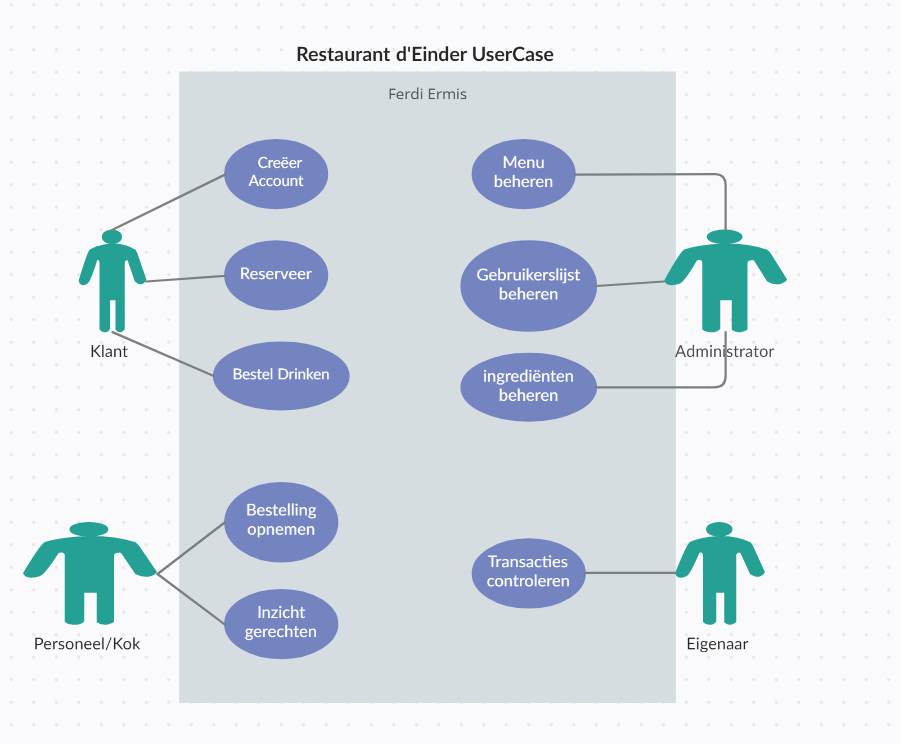 Restaurant d'Einder UserCase
Ferdi Ermis
Creëer
Account
Menu
beheren
Reserveer
Gebruikerslijst
beheren
Klant
Administrator
Bestel Drinken
ingrediënten
beheren
Bestelling
opnemen
Transacties
controleren
Inzicht
gerechten
Personeel/Kok
Eigenaar